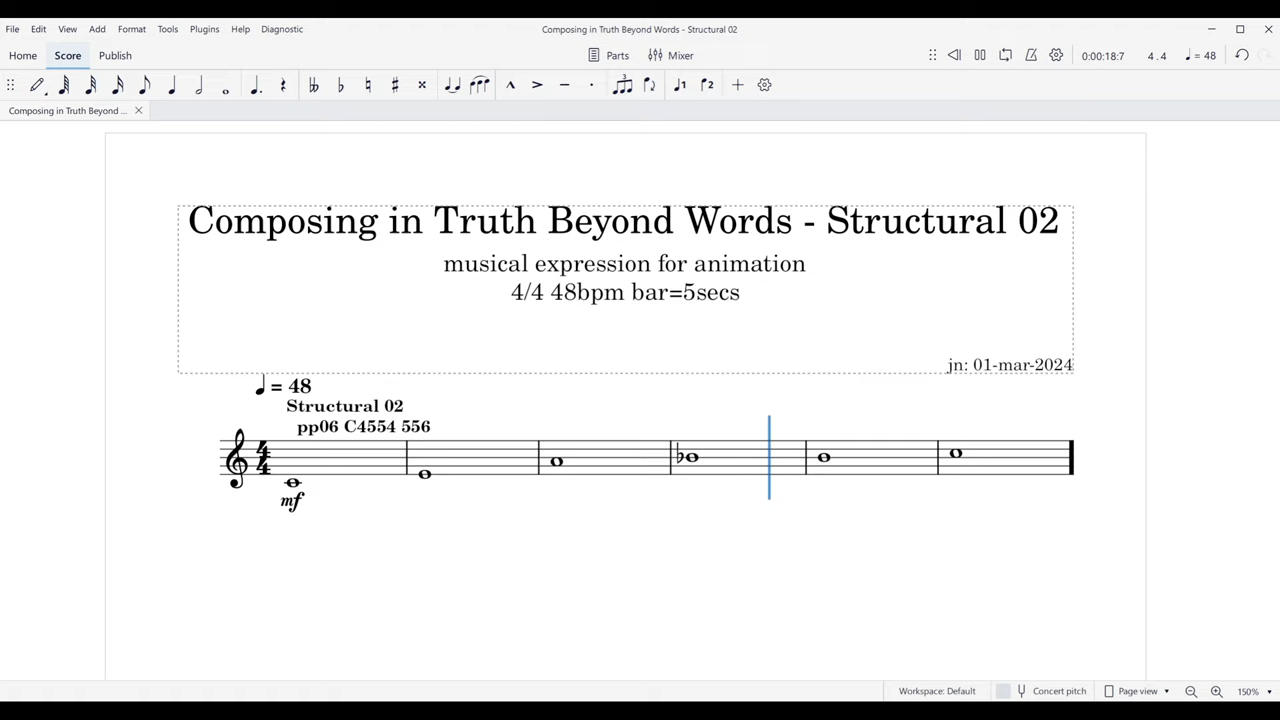 File Edit View Add Format Tools Plugins Help Diagnostic
Composing in Truth Beyond Words - Structural 02
Home Score Publish
Parts Mixer
0:00:18:7 4 . 4 = 48
Composing in Truth Beyond ...
Composing in Truth Beyond Words - Structural 02
musical expression for animation
4/4 48bpm bar=5secs
jn: 01-mar-2024
= 48
Structural 02
pp06 C4554 556
4
4
mf
Workspace: Default Concert pitch Page view 150%